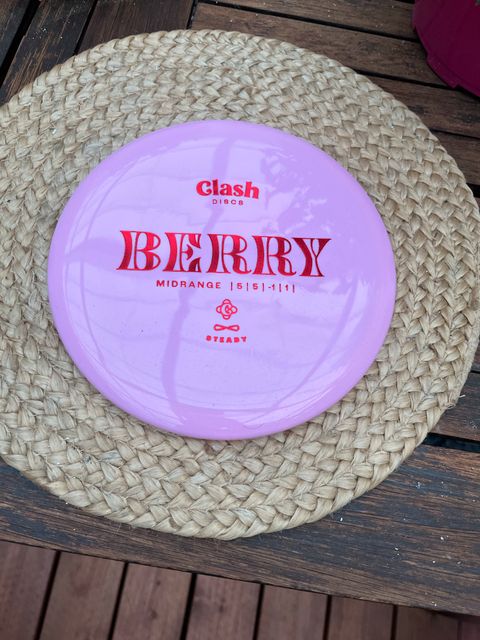 Clash
DISCS
BERRY
MIDRANGE |5|5|-1|1|
STEADY